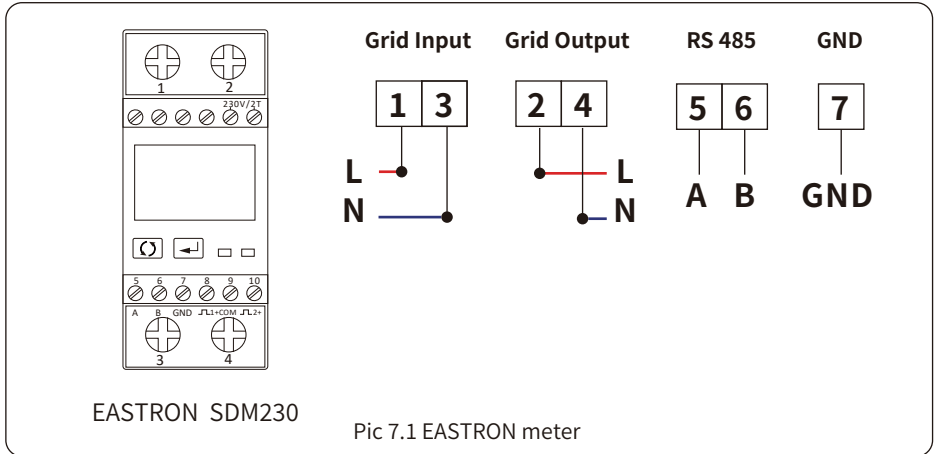 Grid Input Grid Output RS 485 GND
1 2
230V/2T
1 3 2 4 5 6 7
L L
N N
A B GND
5 6 7 8 9 10
A B GND 1+COM 2+
3 4
EASTRON SDM230
Pic 7.1 EASTRON meter